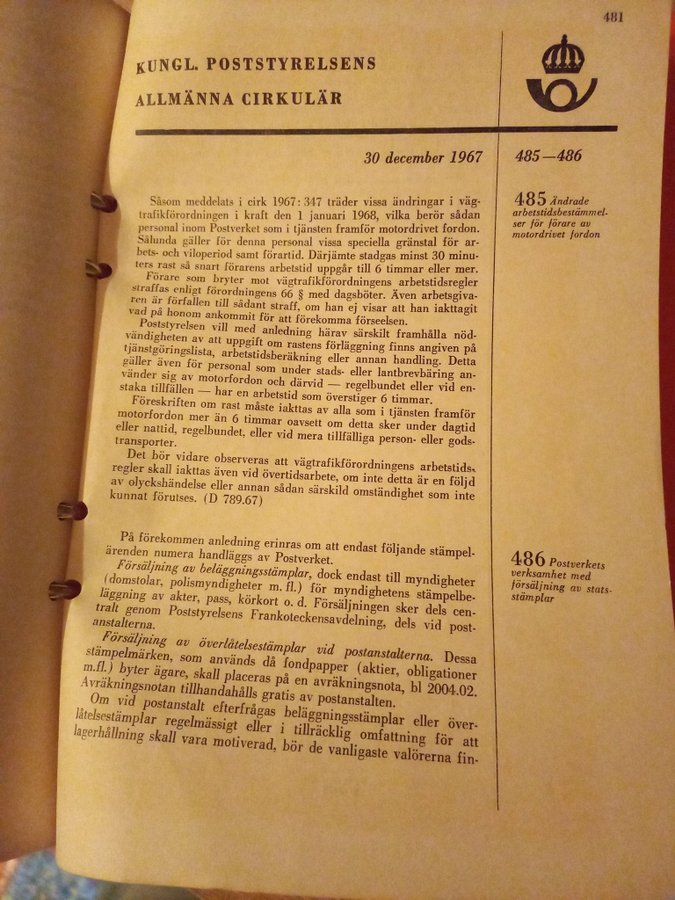 481
KUNGL. POSTSTYRELSENS
ALLMÄNNA CIRKULÄR
30 december 1967
485—486
485 Ändrade
arbetstidsbestämmel-
ser för förare av
motordrivet fordon
Såsom meddelats i cirk 1967: 347 träder vissa ändringar i väg-
trafikförordningen i kraft den 1 januari 1968, vilka berör sådan
personal inom Postverket som i tjänsten framför motordrivet fordon.
Sålunda gäller för denna personal vissa speciella gränstal för ar-
bets- och viloperiod samt förartid. Därjämte stadgas minst 30 minu-
ters rast så snart förarens arbetstid uppgår till 6 timmar eller mer.
Förare som bryter mot vägtrafikförordningens arbetstidsregler
straffas enligt förordningens 66 § med dagsböter. Även arbetsgiva-
ren är förfallen till sådant straff, om han ej visar att han iakttagit
vad på honom ankommit för att förekomma förseelsen.
Poststyrelsen vill med anledning härav särskilt framhålla nöd-
vändigheten av att uppgift om rastens förläggning finns angiven på
tjänstgöringslista, arbetstidsberäkning eller annan handling. Detta
gäller även för personal som under stads- eller lantbrevbäring an-
vänder sig av motorfordon och därvid — regelbundet eller vid en-
staka tillfällen — har en arbetstid som överstiger 6 timmar.
Föreskriften om rast måste iakttas av alla som i tjänsten framför
motorfordon mer än 6 timmar oavsett om detta sker under dagtid
eller nattid, regelbundet, eller vid mera tillfälliga person- eller gods-
transporter.
Det bör vidare observeras att vägtrafikförordningens arbetstids-
regler skall iakttas även vid övertidsarbete, om inte detta är en följd
av olyckshändelse eller annan sådan särskild omständighet som inte
kunnat förutses. (D 789.67)
486 Postverkets
verksamhet med
försäljning av stats-
stämplar
På förekommen anledning erinras om att endast följande stämpel-
ärenden numera handläggs av Postverket.
Försäljning av beläggningsstämplar, dock endast till myndigheter
(domstolar, polismyndigheter m. fl.) för myndighetens stämpelbe-
läggning av akter, pass, körkort o. d. Försäljningen sker dels cen-
tralt genom Poststyrelsens Frankoteckensavdelning, dels vid post-
anstalterna.
Försäljning av överlåtelsestämplar vid postanstalterna. Dessa
stämpelmärken, som används då fondpapper (aktier, obligationer
m.fl.) byter ägare, skall placeras på en avräkningsnota, bl 2004.02.
Avräkningsnotan tillhandahålls gratis av postanstalten.
Om vid postanstalt efterfrågas beläggningsstämplar eller över-
låtelsestämplar regelmässigt eller i tillräcklig omfattning för att
lagerhållning skall vara motiverad, bör de vanligaste valörerna fin-